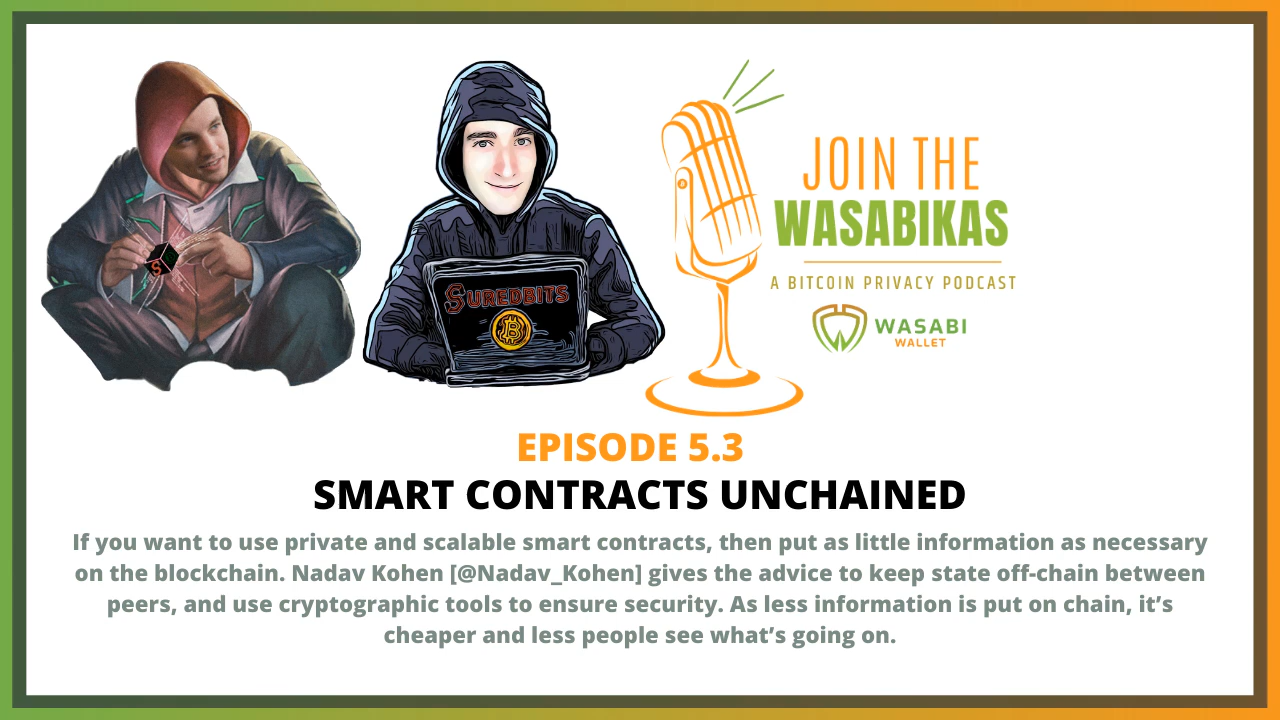 JOIN THE
WASABIKAS
A BITCOIN PRIVACY PODCAST
WASABI
WALLET
SUREDBITS
B
S
EPISODE 5.3
SMART CONTRACTS UNCHAINED
If you want to use private and scalable smart contracts, then put as little information as necessary
on the blockchain. Nadav Kohen [@Nadav_Kohen] gives the advice to keep state off-chain between
peers, and use cryptographic tools to ensure security. As less information is put on chain, it’s
cheaper and less people see what’s going on.